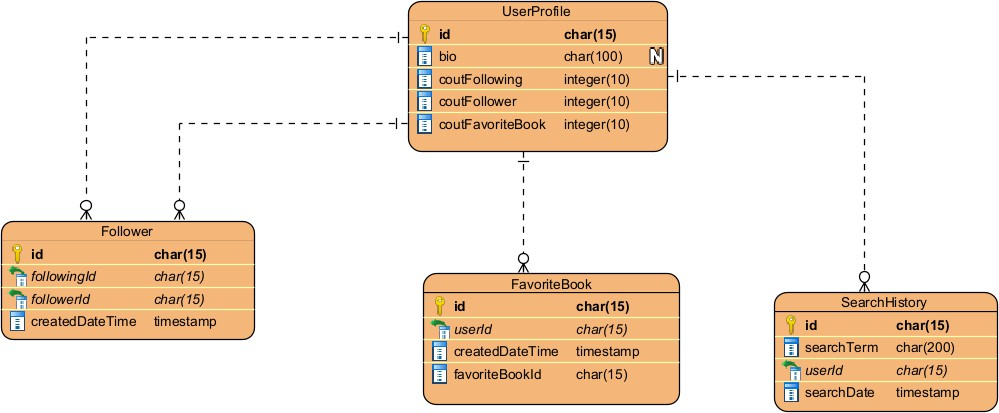 UserProfile
id char(15)
bio char(100) N
coutFollowing integer(10)
coutFollower integer(10)
coutFavoriteBook integer(10)
Follower
id char(15)
followingId char(15)
followerId char(15)
createdDateTime timestamp
FavoriteBook
id char(15)
userId char(15)
createdDateTime timestamp
favoriteBookId char(15)
SearchHistory
id char(15)
searchTerm char(200)
userId char(15)
searchDate timestamp